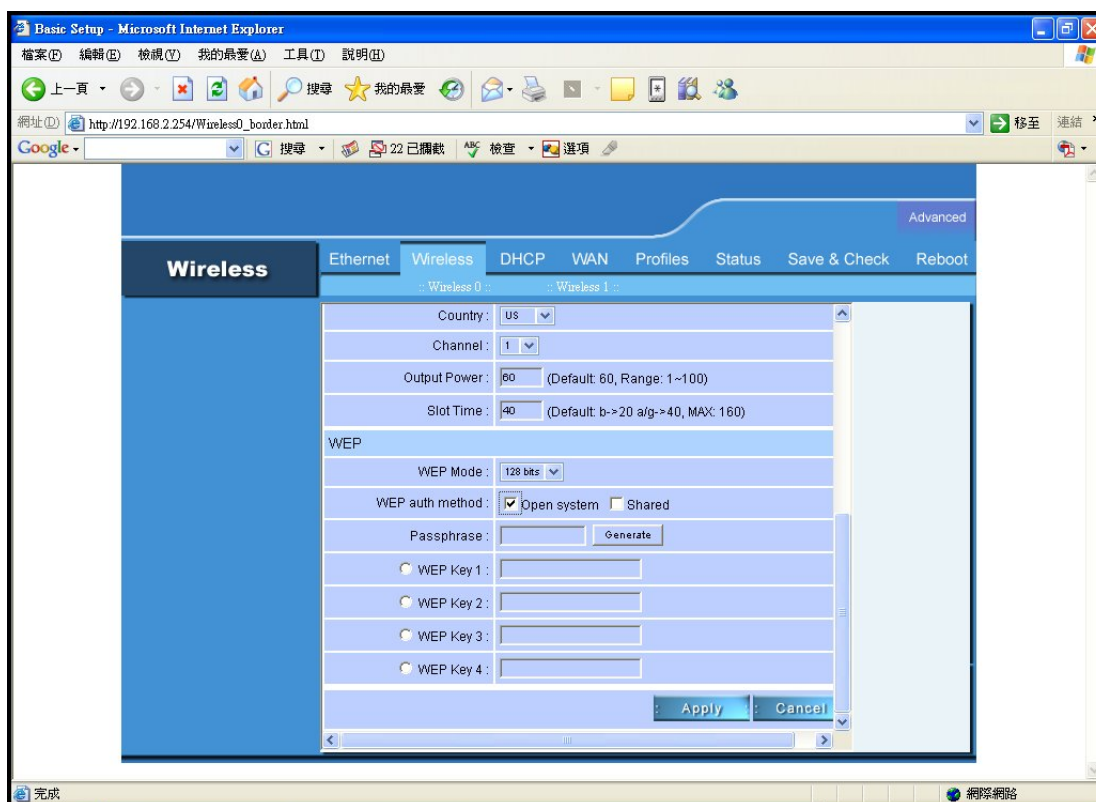 Basic Setup - Microsoft Internet Explorer
檔案(F) 編輯(E) 檢視(V) 我的最愛(A) 工具(T) 說明(H)
上一頁 搜尋 我的最愛
網址(D) http://192.168.2.254/Wireless0_border.html 移至 連結 »
Google 搜尋 22 已攔截 ABC 檢查 選項
Advanced
Wireless
Ethernet Wireless DHCP WAN Profiles Status Save & Check Reboot
:: Wireless 0 :: :: Wireless 1 ::
Country : US
Channel : 1
Output Power : 60 (Default: 60, Range: 1~100)
Slot Time : 40 (Default: b->20 a/g->40, MAX: 160)
WEP
WEP Mode : 128 bits
WEP auth method : Open system Shared
Passphrase : Generate
WEP Key 1 :
WEP Key 2 :
WEP Key 3 :
WEP Key 4 :
: Apply : : Cancel
完成 網際網路